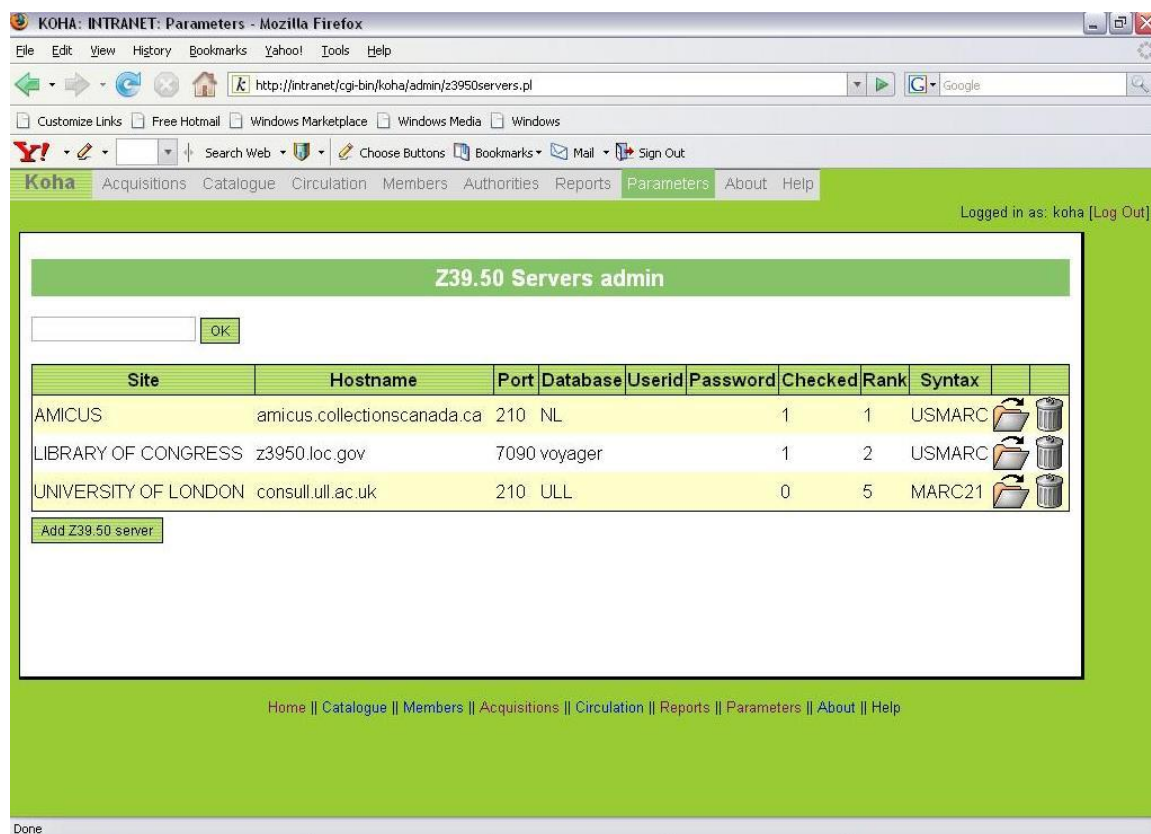 KOHA: INTRANET: Parameters - Mozilla Firefox
File Edit View History Bookmarks Yahoo! Tools Help
http://intranet/cgi-bin/koha/admin/z3950servers.pl Google
Customize Links Free Hotmail Windows Marketplace Windows Media Windows
Y! Search Web Choose Buttons Bookmarks Mail Sign Out
Koha Acquisitions Catalogue Circulation Members Authorities Reports Parameters About Help
Logged in as: koha [Log Out]
Z39.50 Servers admin
OK
Site Hostname Port Database Userid Password Checked Rank Syntax
AMICUS amicus.collectionscanada.ca 210 NL 1 1 USMARC
LIBRARY OF CONGRESS z3950.loc.gov 7090 voyager 1 2 USMARC
UNIVERSITY OF LONDON consull.ull.ac.uk 210 ULL 0 5 MARC21
Add Z39.50 server
Home || Catalogue || Members || Acquisitions || Circulation || Reports || Parameters || About || Help
Done